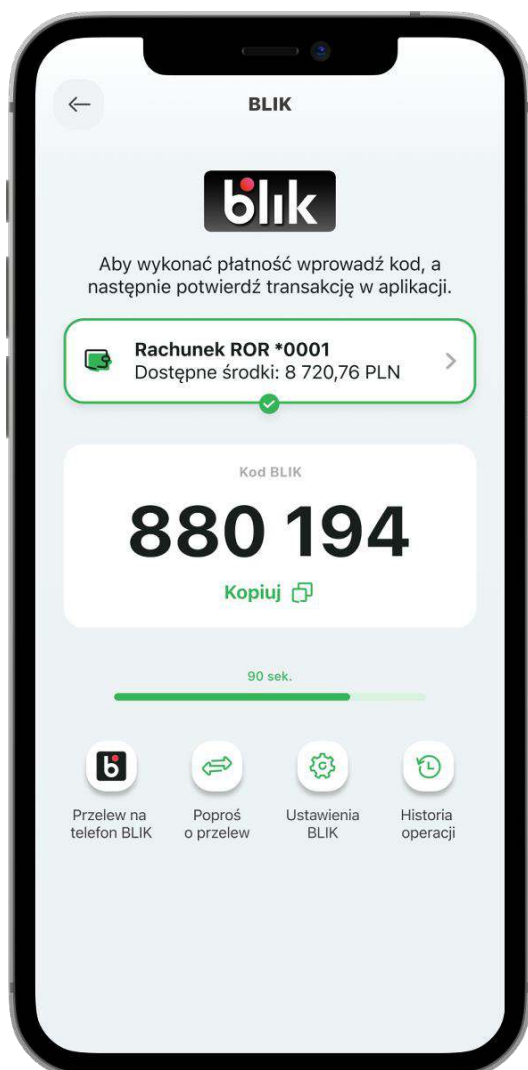 BLIK
blik
Aby wykonać płatność wprowadź kod, a
następnie potwierdź transakcję w aplikacji.
Rachunek ROR *0001
Dostępne środki: 8 720,76 PLN
Kod BLIK
880 194
Kopiuj
90 sek.
Przelew na
telefon BLIK
Poproś
o przelew
Ustawienia
BLIK
Historia
operacji